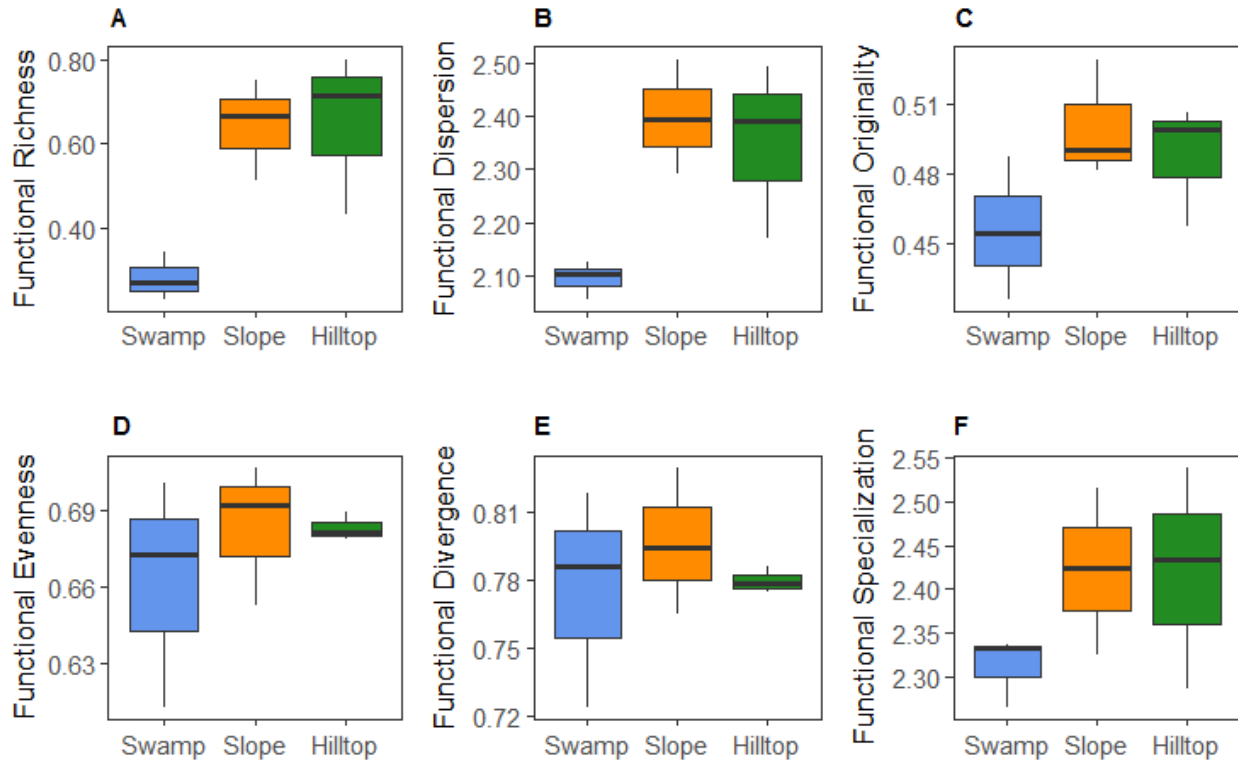 A
Functional Richness
0.80
0.60
0.40
Swamp Slope Hilltop
B
Functional Dispersion
2.50
2.40
2.30
2.20
2.10
Swamp Slope Hilltop
C
Functional Originality
0.51
0.48
0.45
Swamp Slope Hilltop
D
Functional Evenness
0.69
0.66
0.63
Swamp Slope Hilltop
E
Functional Divergence
0.81
0.78
0.75
0.72
Swamp Slope Hilltop
F
Functional Specialization
2.55
2.50
2.45
2.40
2.35
2.30
Swamp Slope Hilltop